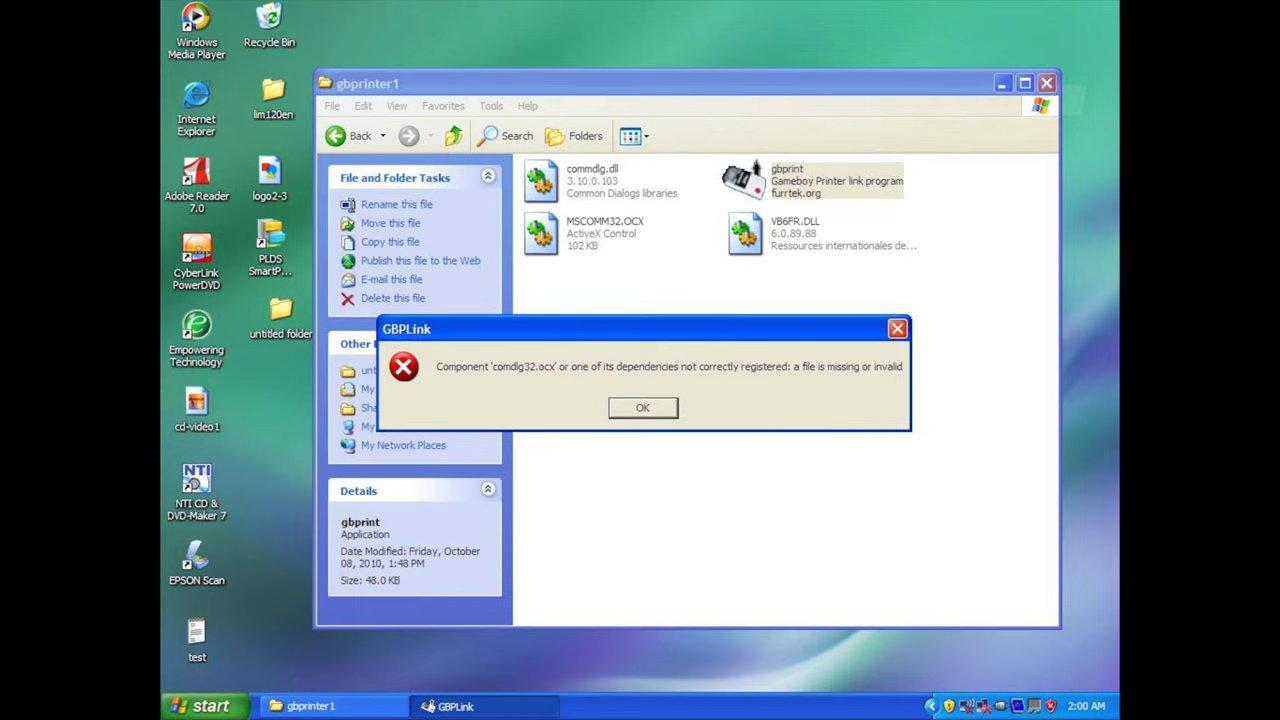 Windows
Media Player
Recycle Bin
Internet
Explorer
lim120en
Adobe Reader
7.0
logo2-3
CyberLink
PowerDVD
PLDS
SmartP...
Empowering
Technology
untitled folder
cd-video1
NTI
NTI CD &
DVD-Maker 7
EPSON Scan
test
gbprinter1
File Edit View Favorites Tools Help
Back Search Folders
File and Folder Tasks
Rename this file
Move this file
Copy this file
Publish this file to the Web
E-mail this file
Delete this file
Other
My Network Places
Details
gbprint
Application
Date Modified: Friday, October
08, 2010, 1:48 PM
Size: 48.0 KB
commdlg.dll
3.10.0.103
Common Dialogs libraries
gbprint
Gameboy Printer link program
furrtek.org
MSCOMM32.OCX
ActiveX Control
102 KB
VB6FR.DLL
6.0.89.88
Ressources internationales de...
GBPLink
Component 'comdlg32.ocx' or one of its dependencies not correctly registered: a file is missing or invalid
OK
start
gbprinter1
GBPLink
2:00 AM